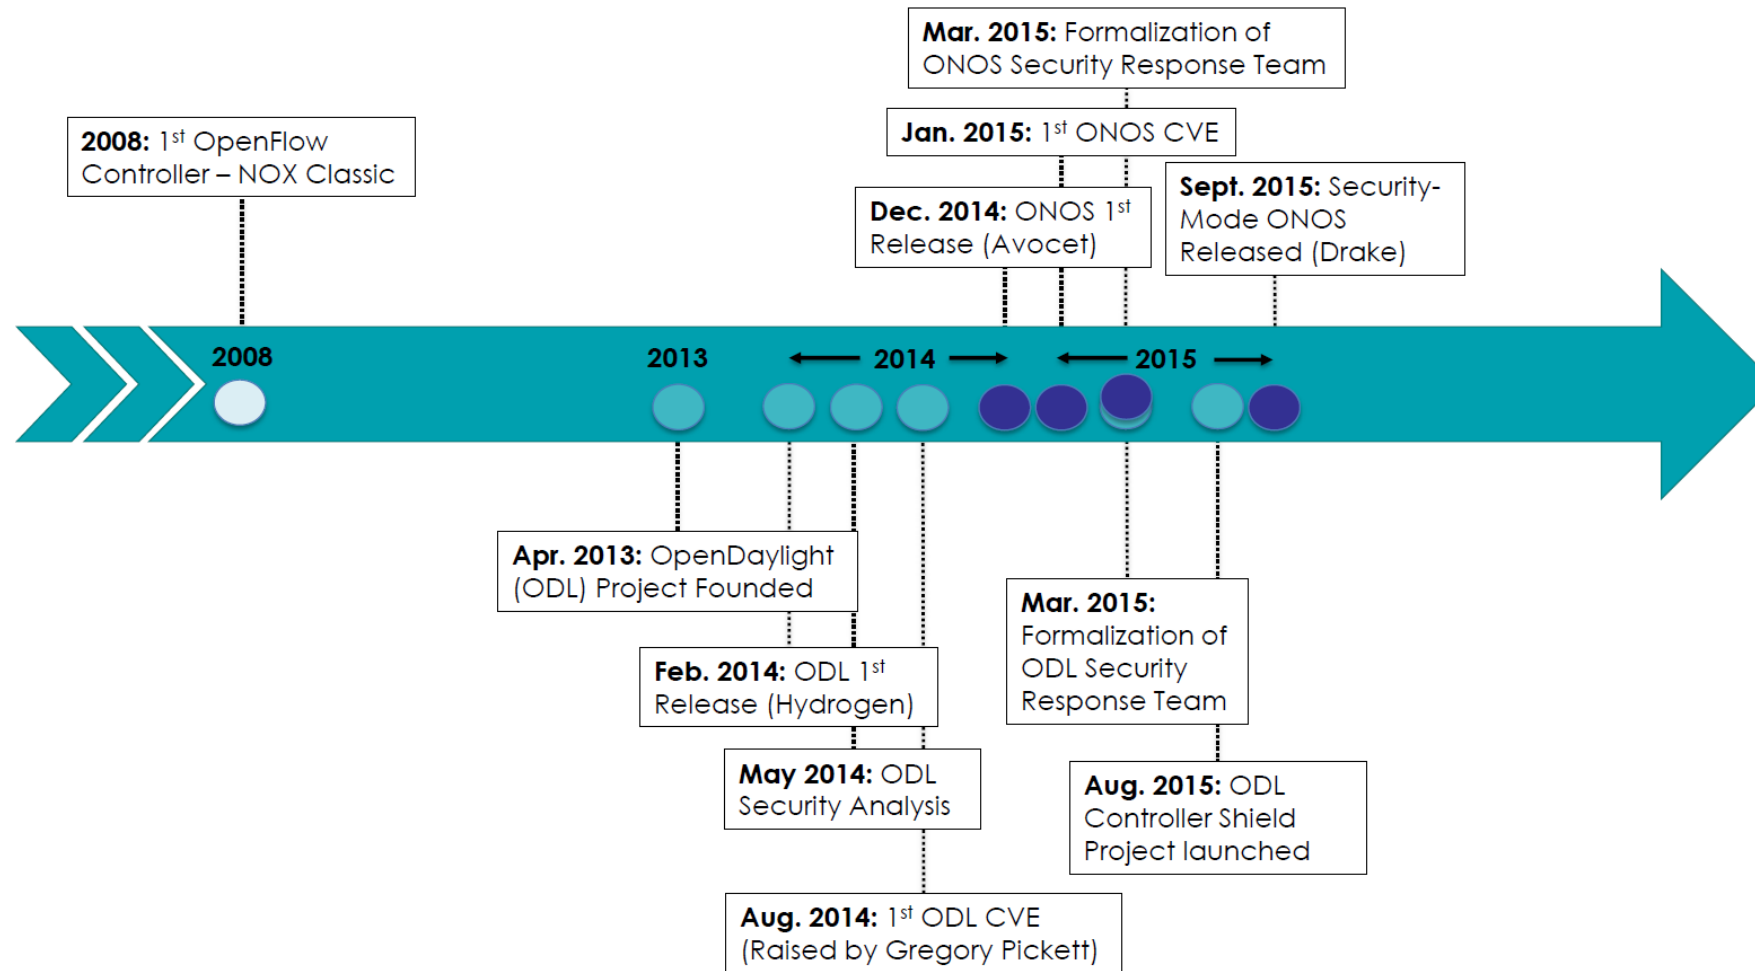 Mar. 2015: Formalization of
ONOS Security Response Team
2008: 1st OpenFlow
Controller – NOX Classic
Jan. 2015: 1st ONOS CVE
Dec. 2014: ONOS 1st
Release (Avocet)
Sept. 2015: Security-
Mode ONOS
Released (Drake)
2008
2013
2014
2015
Apr. 2013: OpenDaylight
(ODL) Project Founded
Feb. 2014: ODL 1st
Release (Hydrogen)
May 2014: ODL
Security Analysis
Aug. 2014: 1st ODL CVE
(Raised by Gregory Pickett)
Mar. 2015:
Formalization of
ODL Security
Response Team
Aug. 2015: ODL
Controller Shield
Project launched